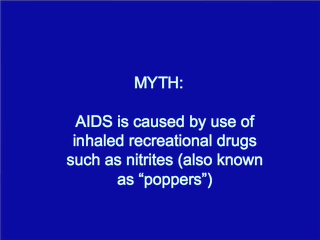 MYTH:
AIDS is caused by use of
inhaled recreational drugs
such as nitrites (also known
as “poppers”)